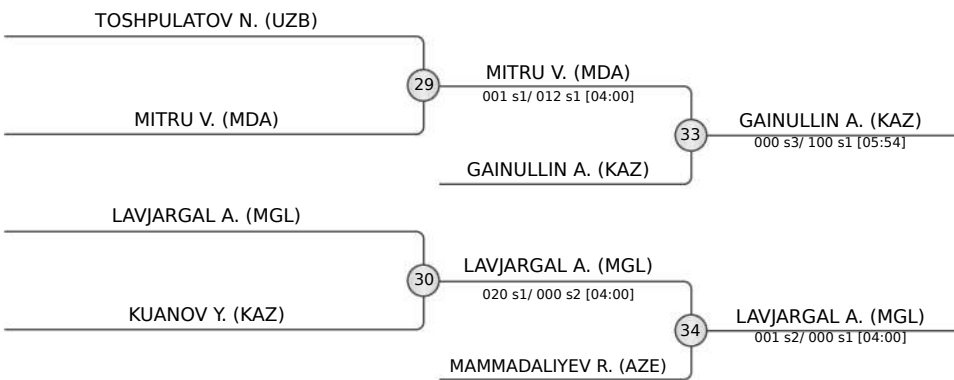 TOSHPULATOV N. (UZB)
29
MITRU V. (MDA)
001 s1/ 012 s1 [04:00]
MITRU V. (MDA)
33
GAINULLIN A. (KAZ)
000 s3/ 100 s1 [05:54]
GAINULLIN A. (KAZ)
LAVJARGAL A. (MGL)
30
LAVJARGAL A. (MGL)
020 s1/ 000 s2 [04:00]
KUANOV Y. (KAZ)
34
LAVJARGAL A. (MGL)
001 s2/ 000 s1 [04:00]
MAMMADALIYEV R. (AZE)